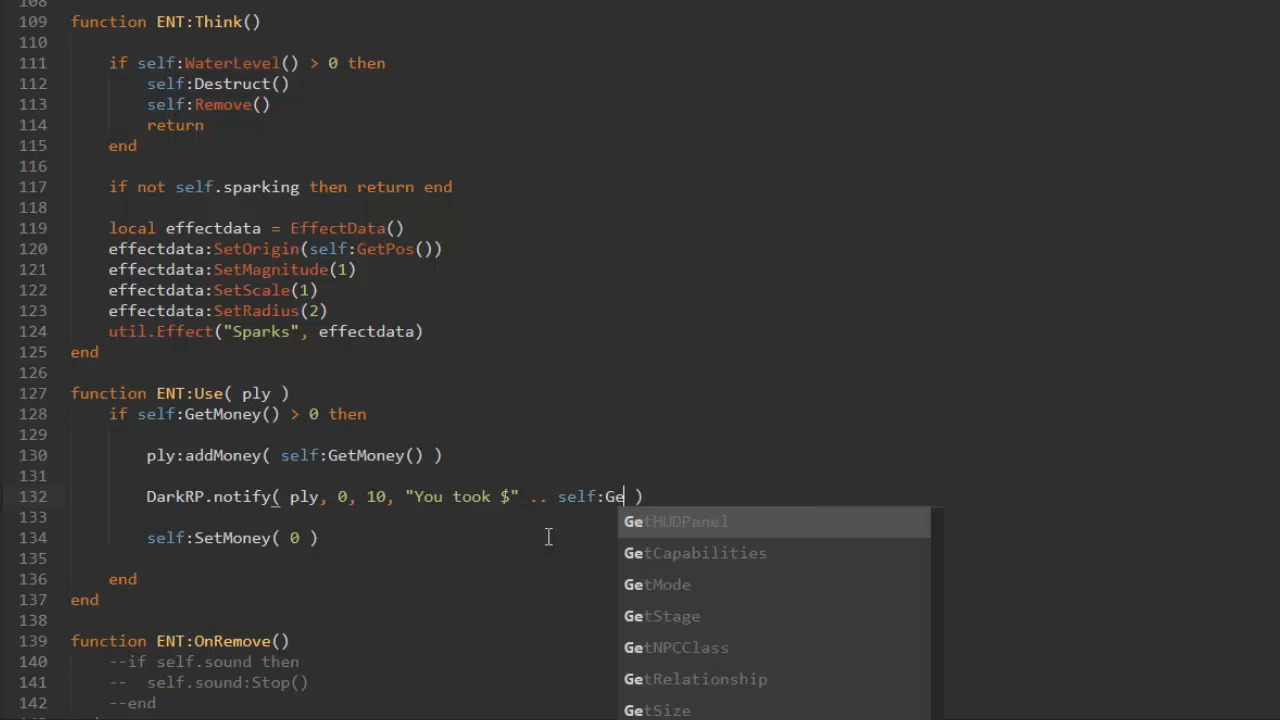 108
109 function ENT:Think()
110
111     if self:WaterLevel() > 0 then
112         self:Destruct()
113         self:Remove()
114         return
115     end
116
117     if not self.sparking then return end
118
119     local effectdata = EffectData()
120     effectdata:SetOrigin(self:GetPos())
121     effectdata:SetMagnitude(1)
122     effectdata:SetScale(1)
123     effectdata:SetRadius(2)
124     util.Effect("Sparks", effectdata)
125 end
126
127 function ENT:Use( ply )
128     if self:GetMoney() > 0 then
129
130         ply:addMoney( self:GetMoney() )
131
132         DarkRP.notify( ply, 0, 10, "You took $" .. self:Ge )
133
GetHUDPanel
134         self:SetMoney( 0 )
GetCapabilities
135
136     end
GetMode
137 end
GetStage
138
139 function ENT:OnRemove()
GetNPCClass
140     --if self.sound then
141     --  self.sound:Stop()
GetRelationship
142     --end
GetSize